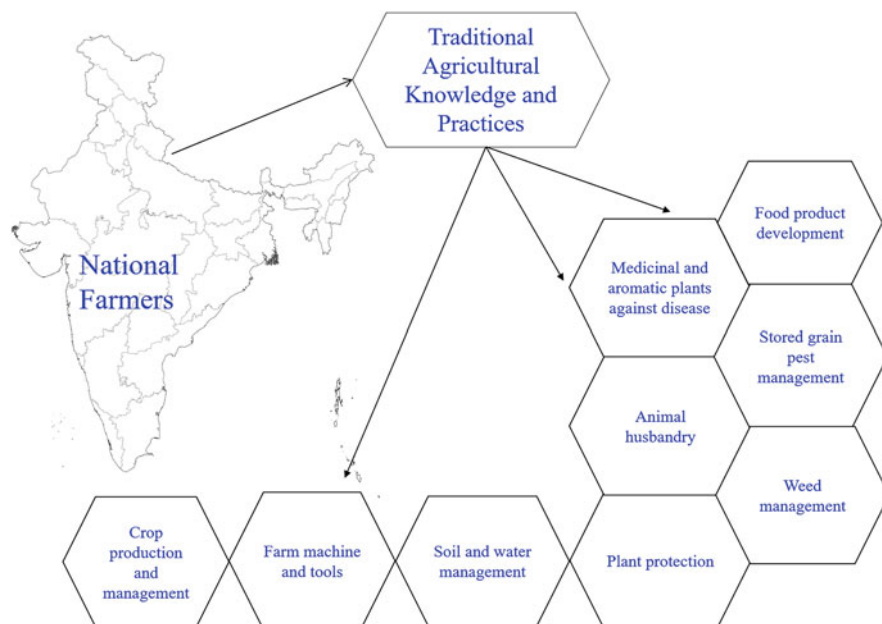 Traditional
Agricultural
Knowledge and
Practices
National
Farmers
Food product
development
Medicinal and
aromatic plants
against disease
Stored grain
pest
management
Animal
husbandry
Weed
management
Crop
production
and
management
Farm machine
and tools
Soil and water
management
Plant protection